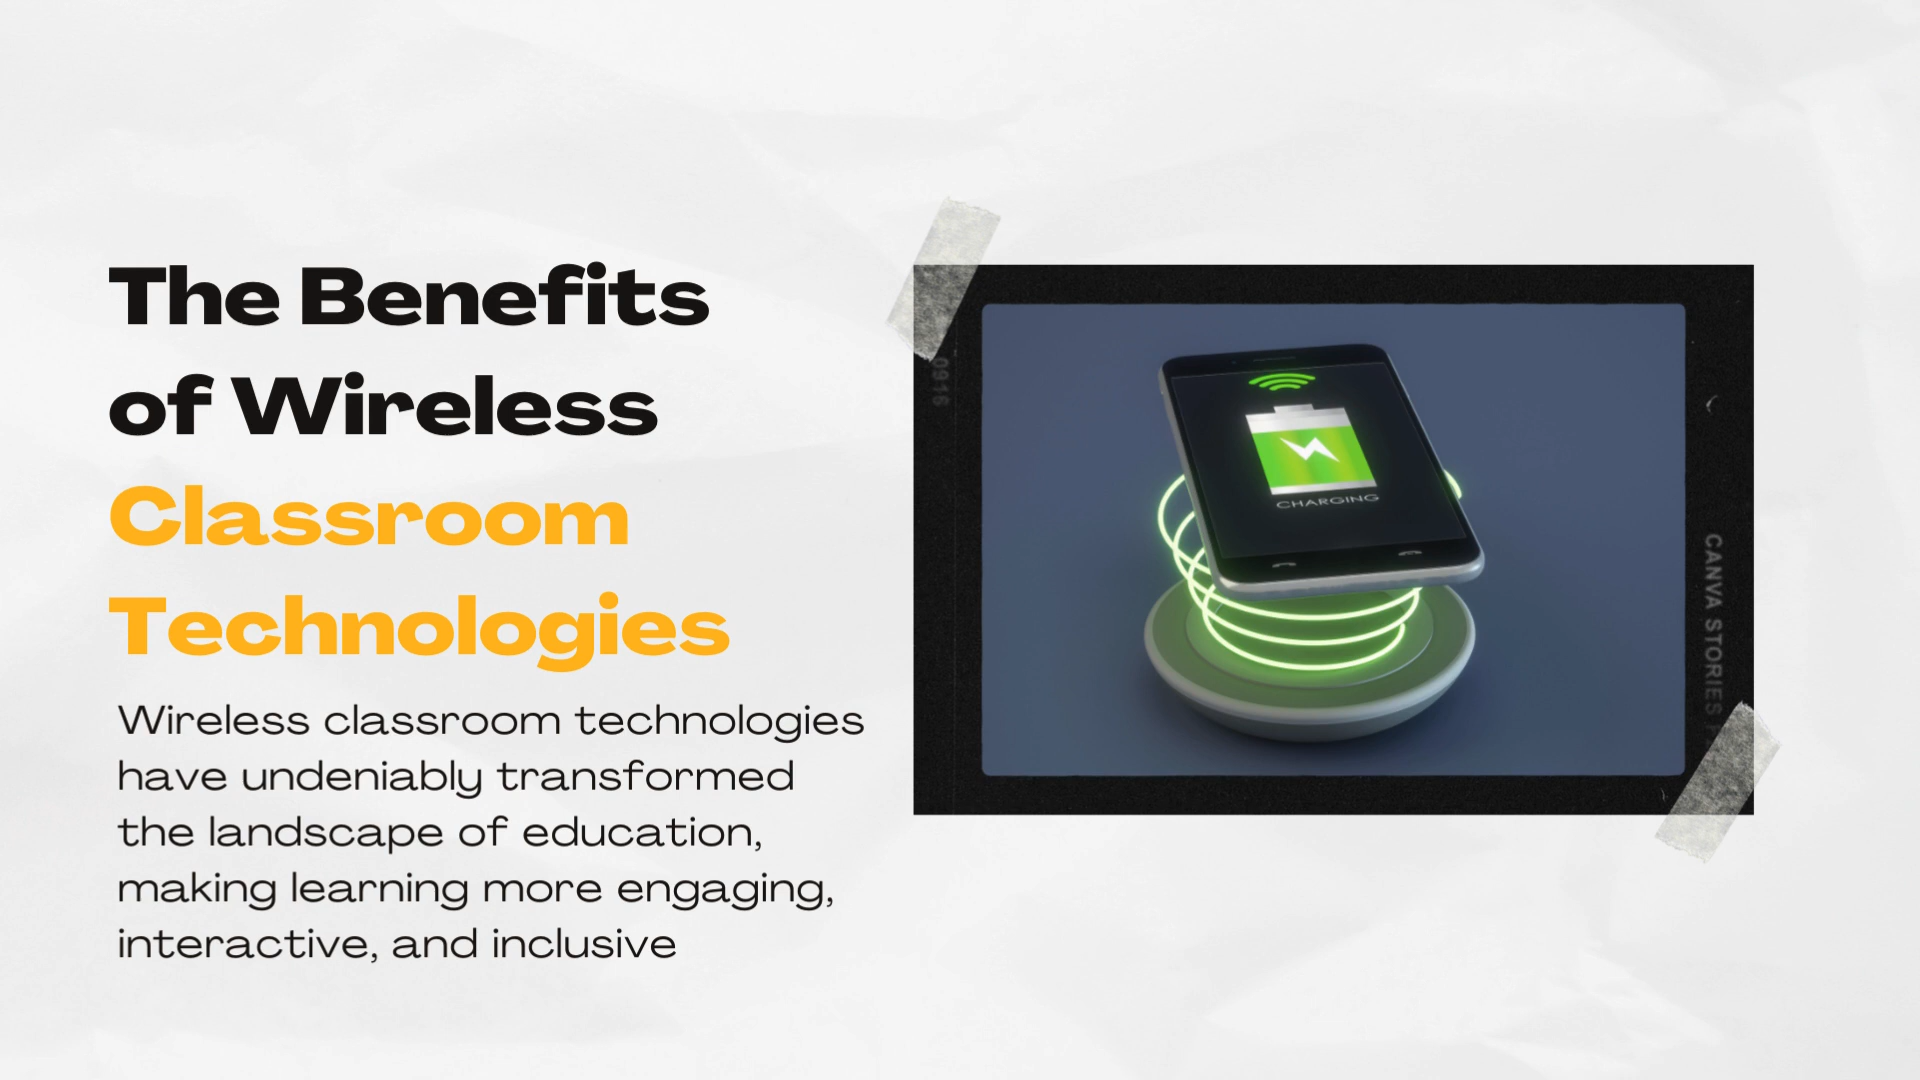 The Benefits
of Wireless
Classroom
Technologies
Wireless classroom technologies
have undeniably transformed
the landscape of education,
making learning more engaging,
interactive, and inclusive
0916
CHARGING
CANVA STORIES